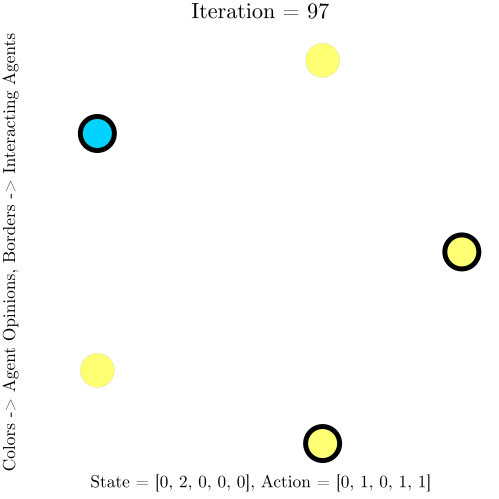 Iteration = 97
Colors -> Agent Opinions, Borders -> Interacting Agents
State = [0, 2, 0, 0, 0], Action = [0, 1, 0, 1, 1]